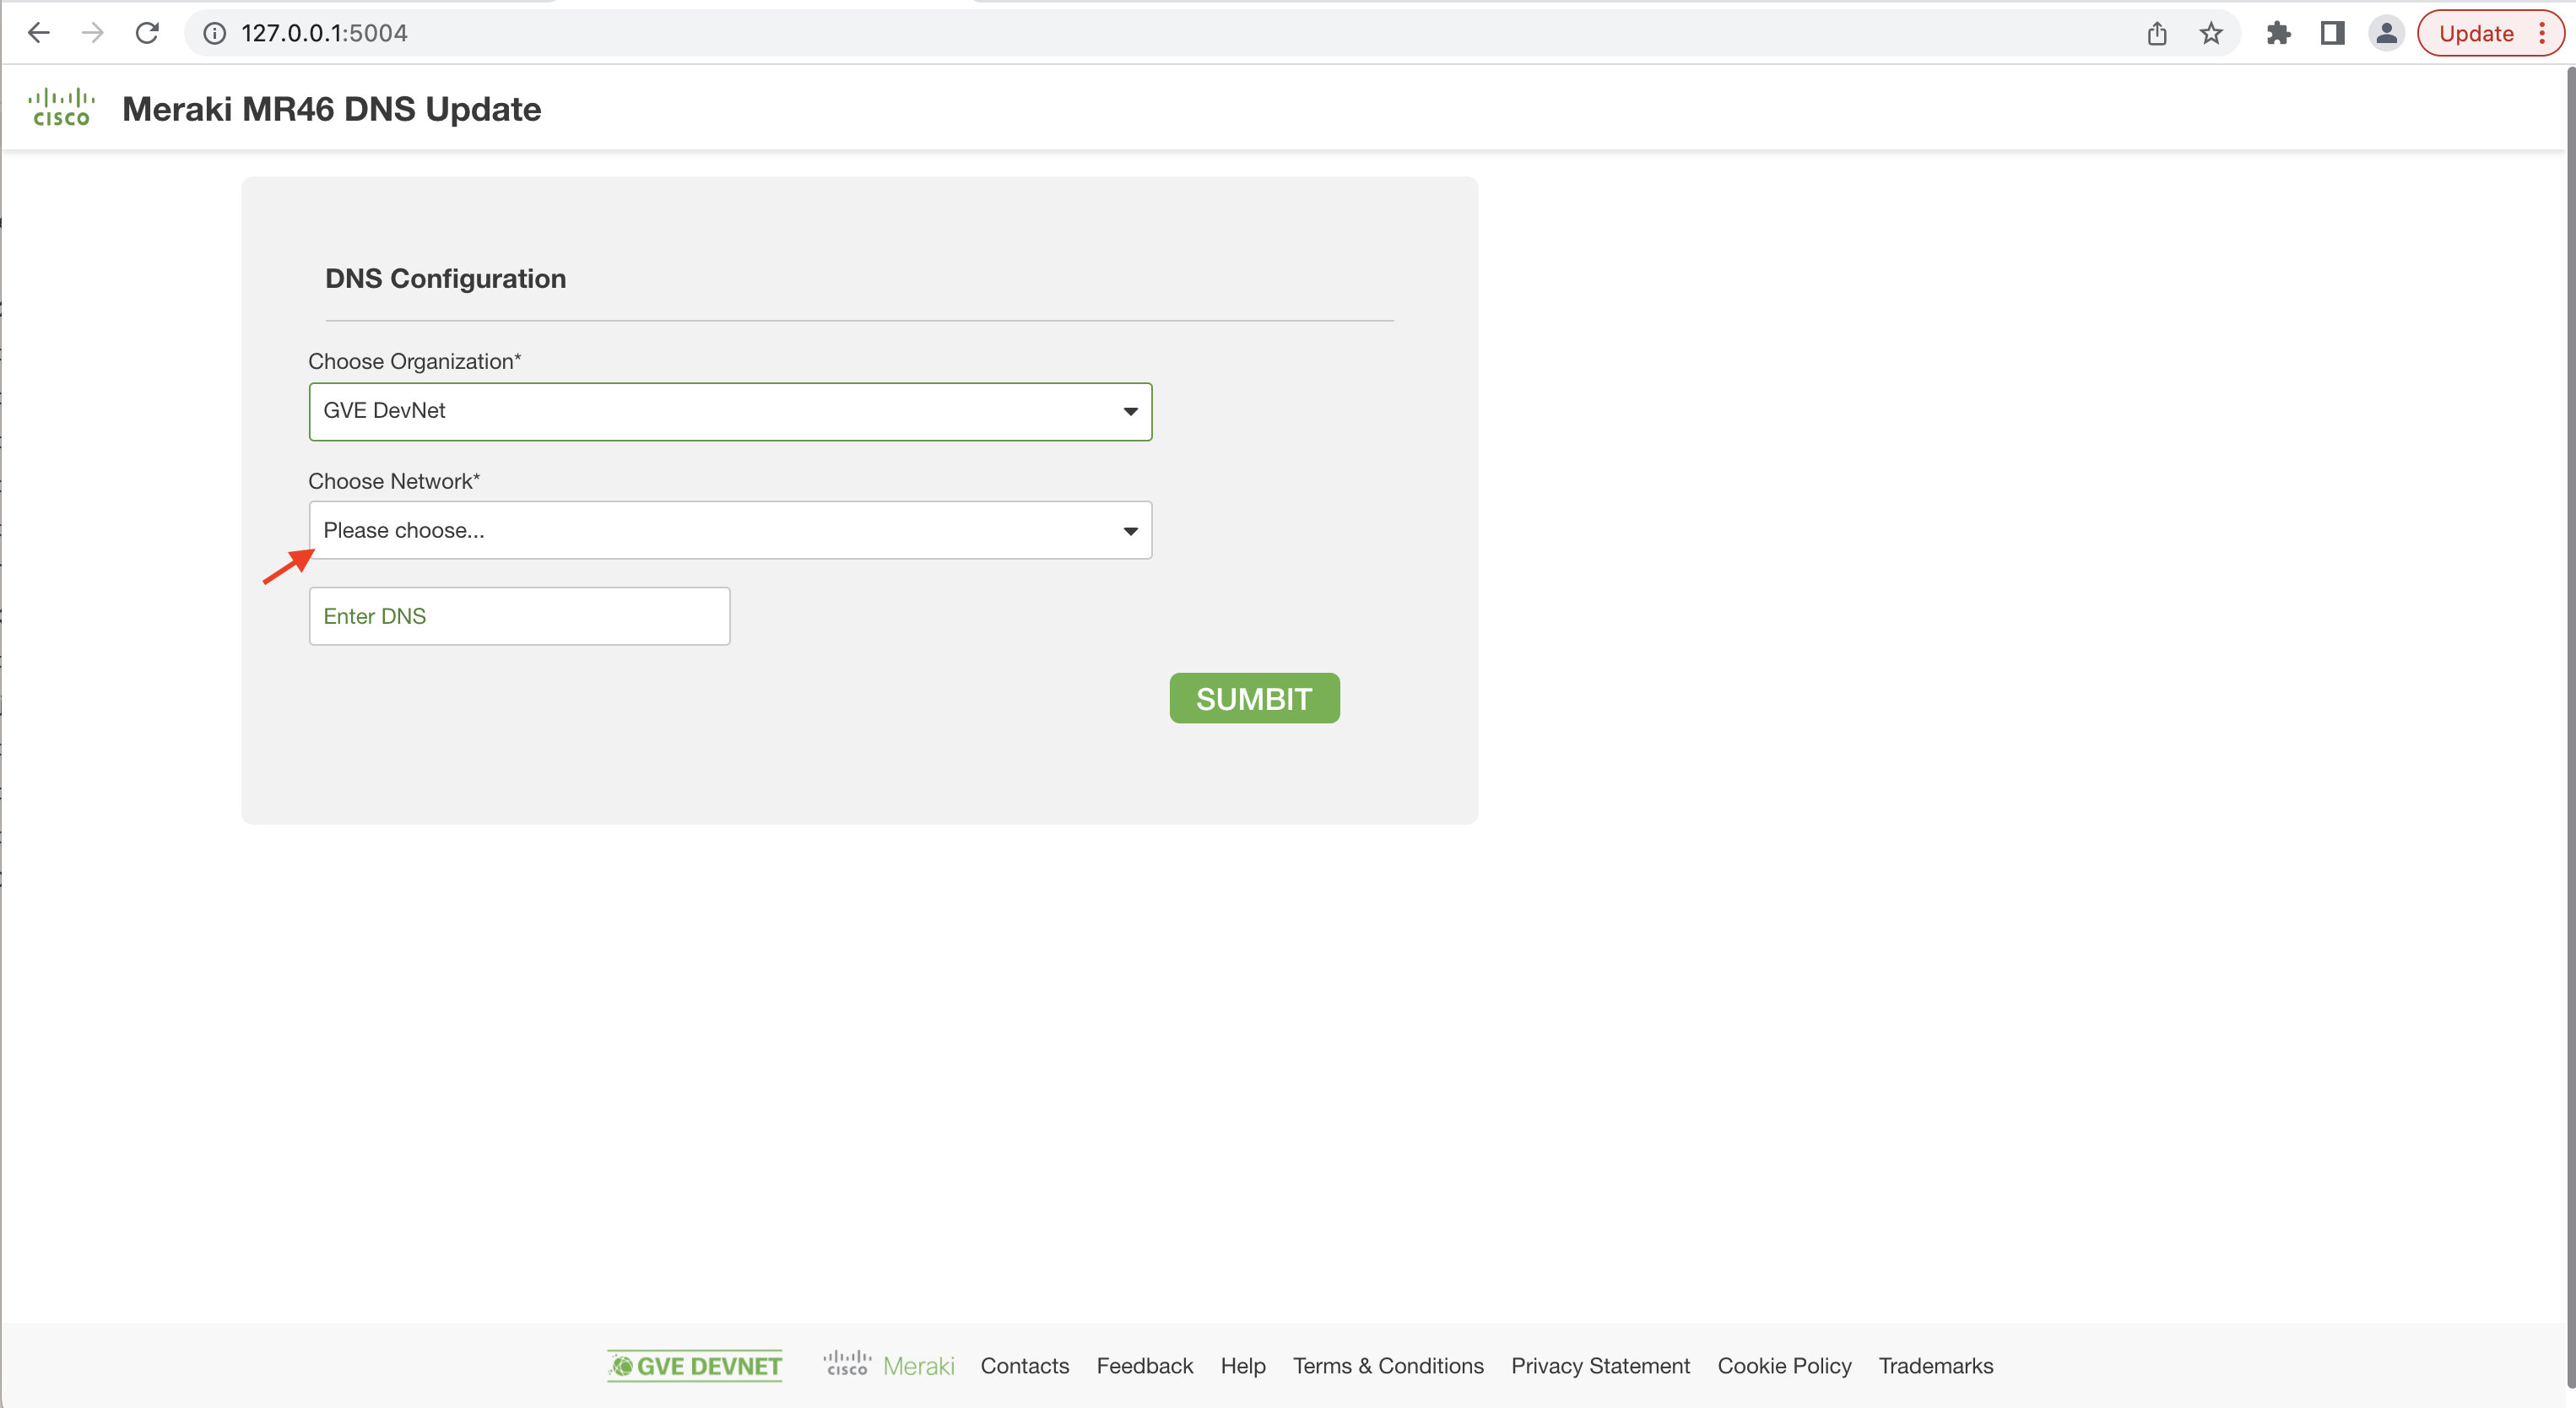 127.0.0.1:5004
Update
CISCO
Meraki MR46 DNS Update
DNS Configuration
Choose Organization*
GVE DevNet
Choose Network*
Please choose...
Enter DNS
SUMBIT
GVE DEVNET
CISCO Meraki
Contacts
Feedback
Help
Terms & Conditions
Privacy Statement
Cookie Policy
Trademarks